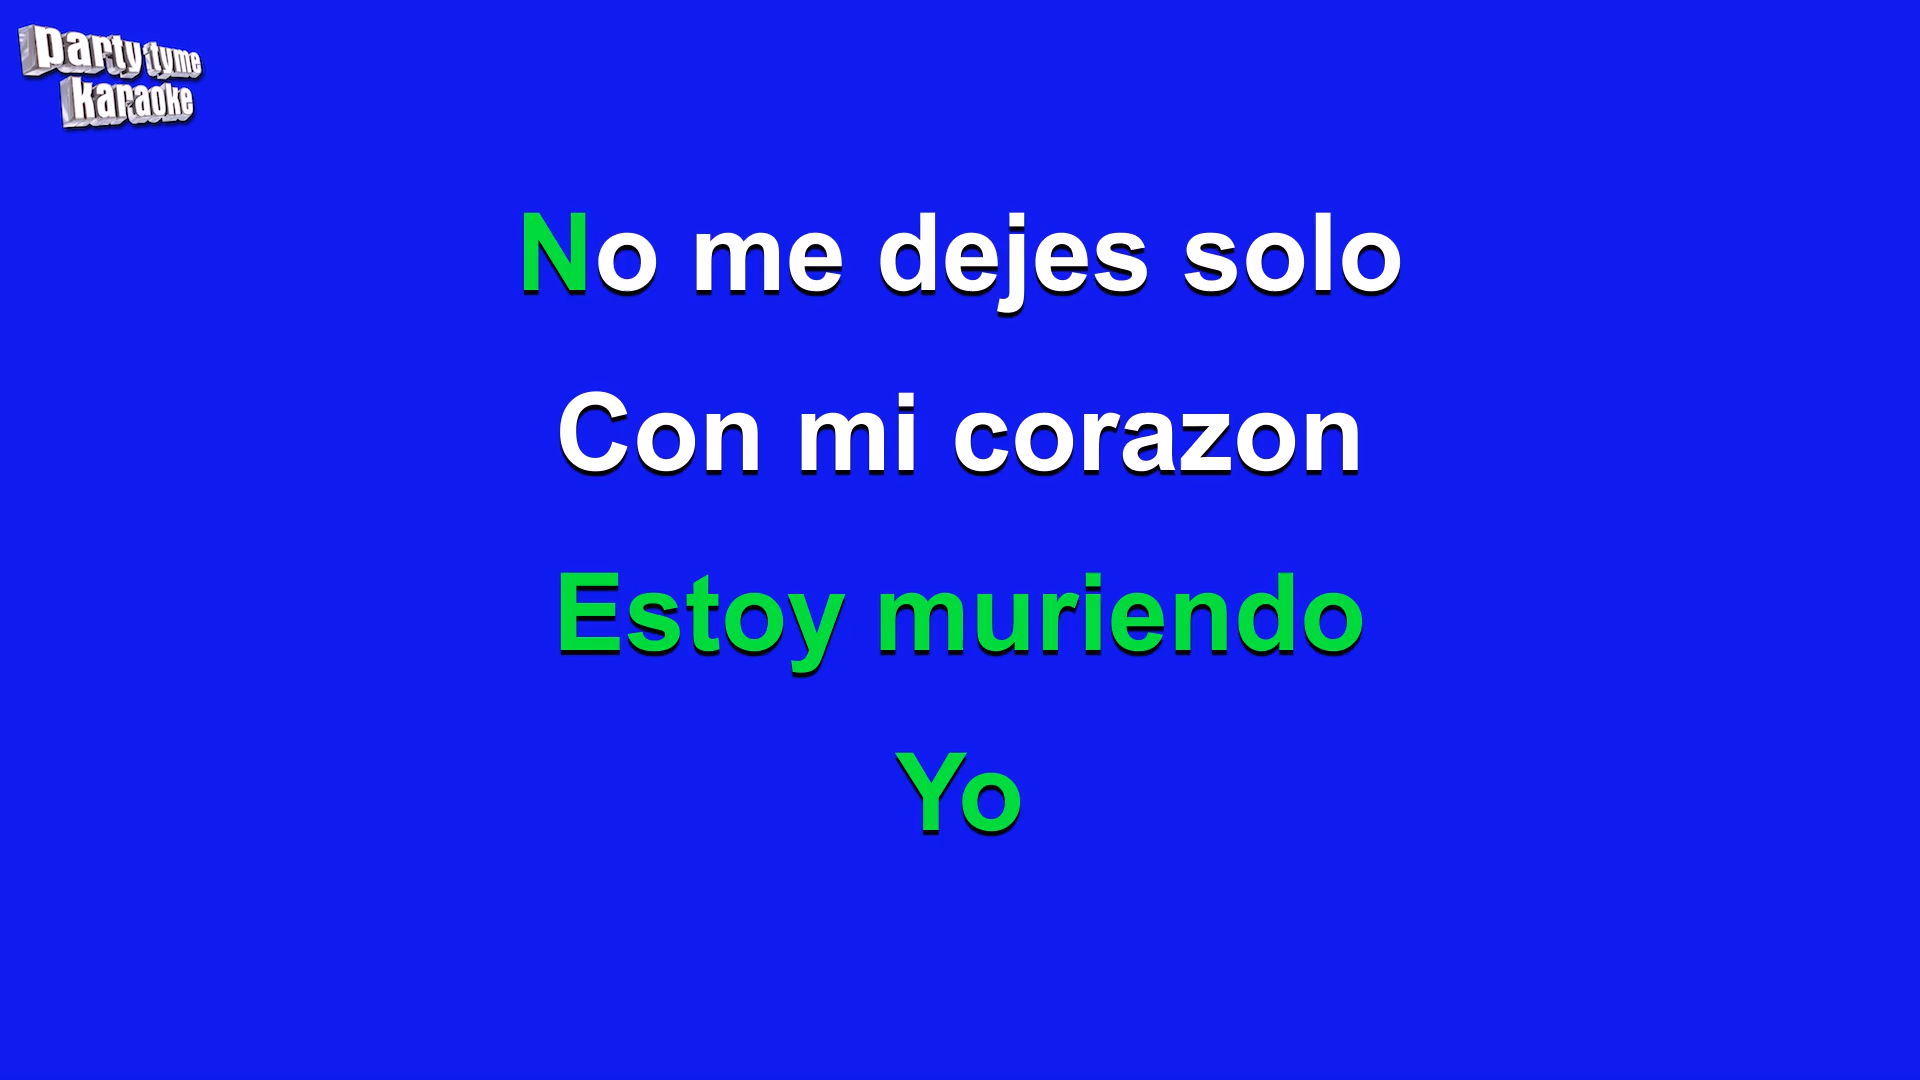 party tyme
karaoke
No me dejes solo
Con mi corazon
Estoy muriendo
Yo